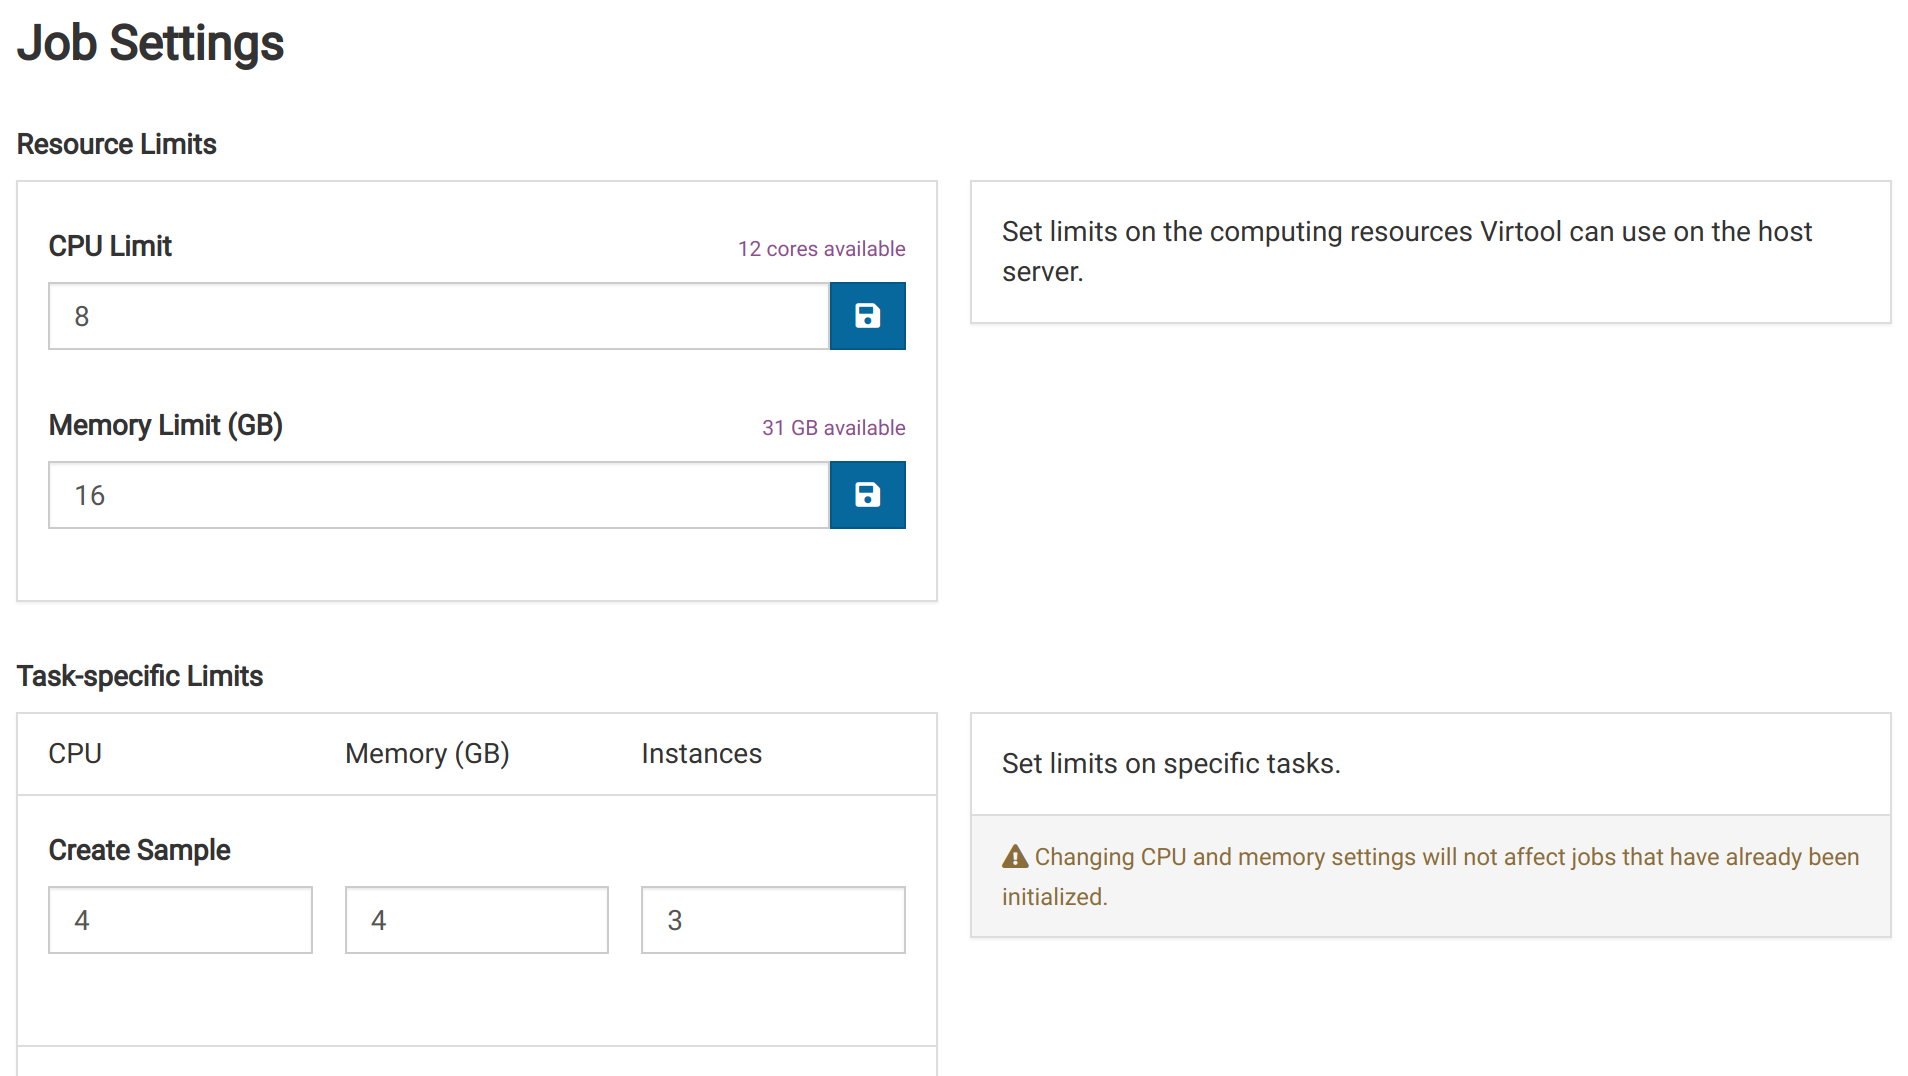 Job Settings
Resource Limits
CPU Limit
12 cores available
8
Memory Limit (GB)
31 GB available
16
Set limits on the computing resources Virtool can use on the host
server.
Task-specific Limits
CPU Memory (GB) Instances
Create Sample
4 4 3
Set limits on specific tasks.
Changing CPU and memory settings will not affect jobs that have already been
initialized.